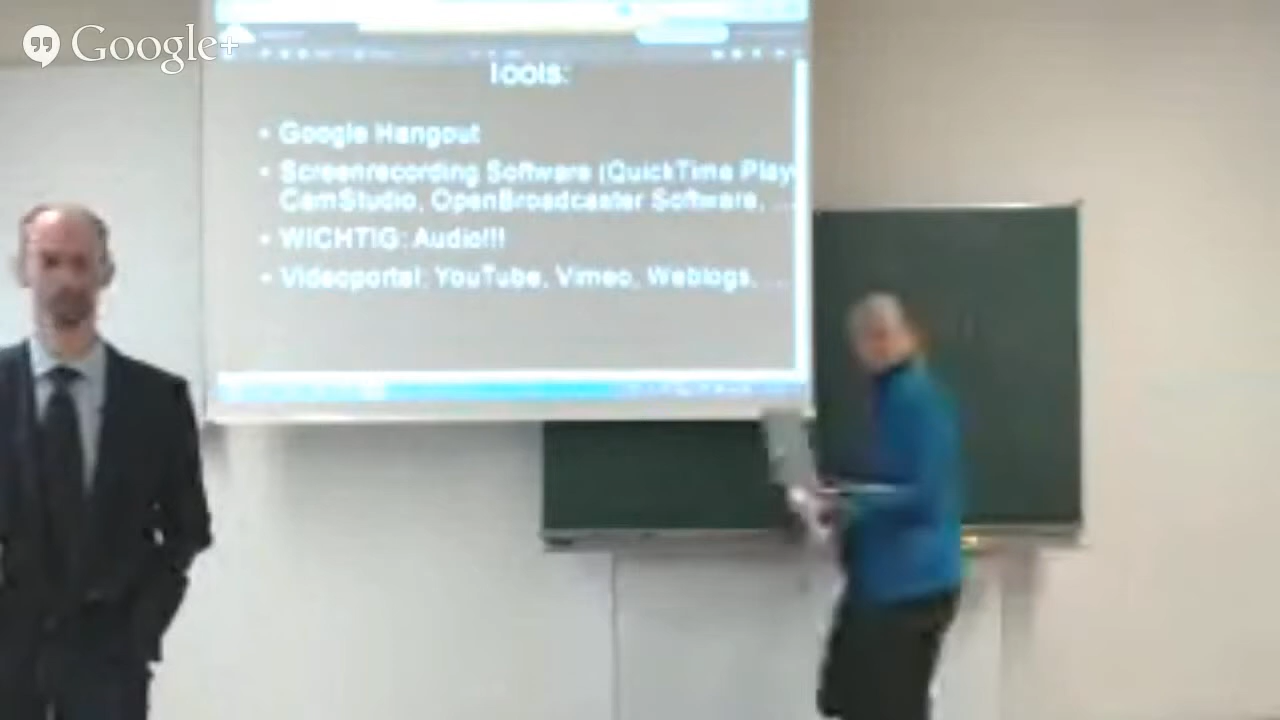 Google+
Tools:
• Google Hangout
• Screenrecording Software (QuickTime Play
CamStudio, OpenBroadcaster Software, ...
• WICHTIG: Audio!!!
• Videoportal: YouTube, Vimeo, Weblogs, ...